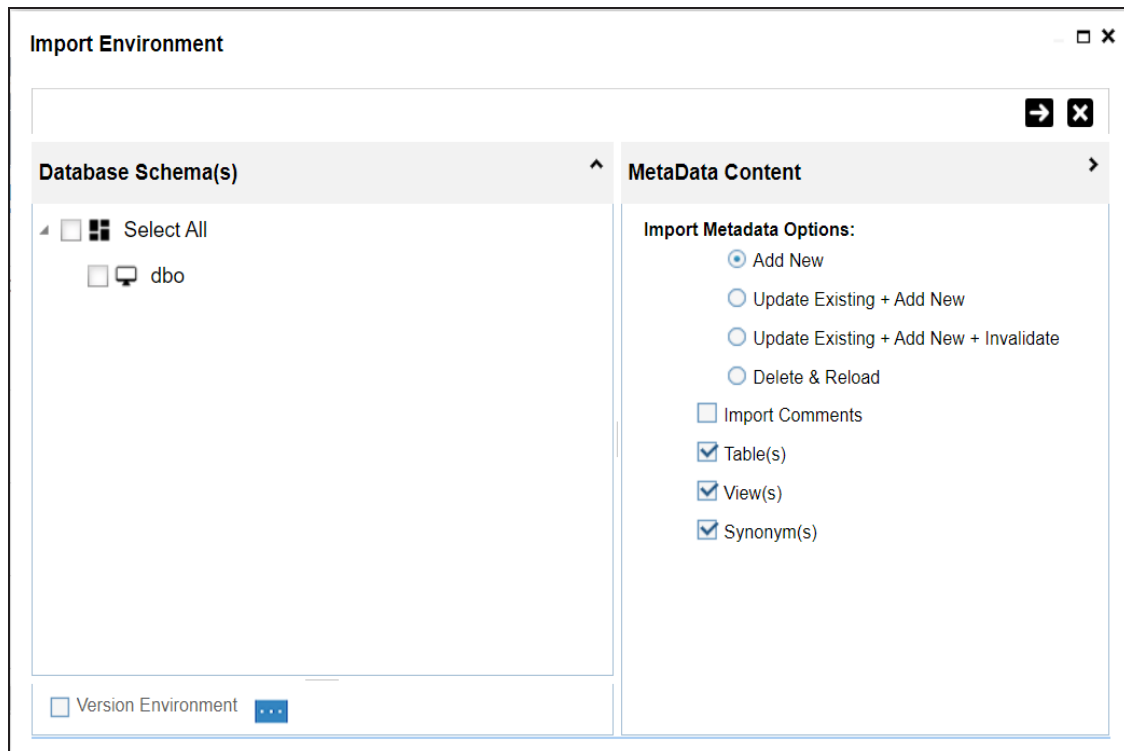 Import Environment
Database Schema(s)
Select All
dbo
Version Environment
MetaData Content
Import Metadata Options:
Add New
Update Existing + Add New
Update Existing + Add New + Invalidate
Delete & Reload
Import Comments
Table(s)
View(s)
Synonym(s)